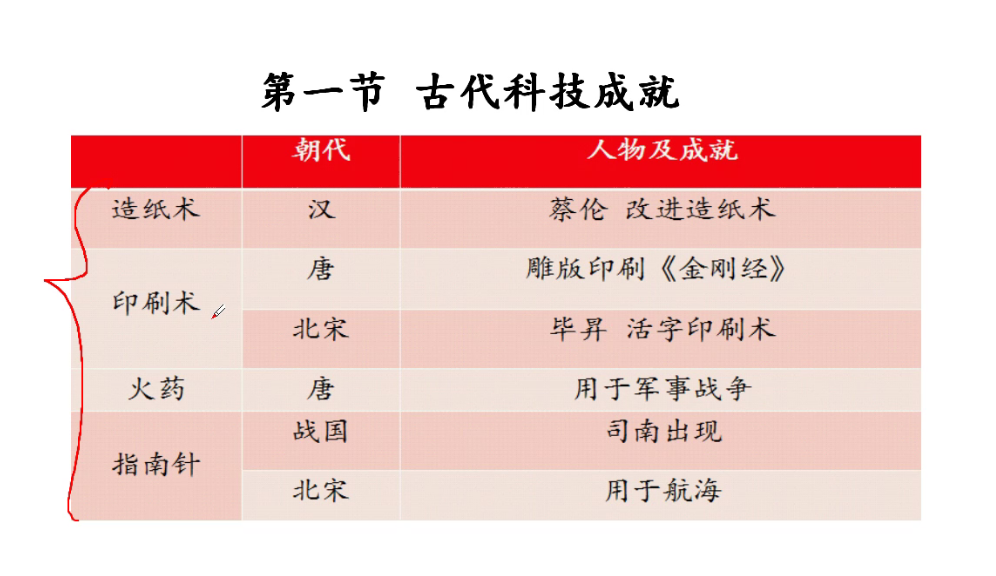 第一节 古代科技成就
朝代 人物及成就
造纸术 汉 蔡伦 改进造纸术
印刷术 唐 雕版印刷《金刚经》
北宋 毕昇 活字印刷术
火药 唐 用于军事战争
指南针 战国 司南出现
北宋 用于航海